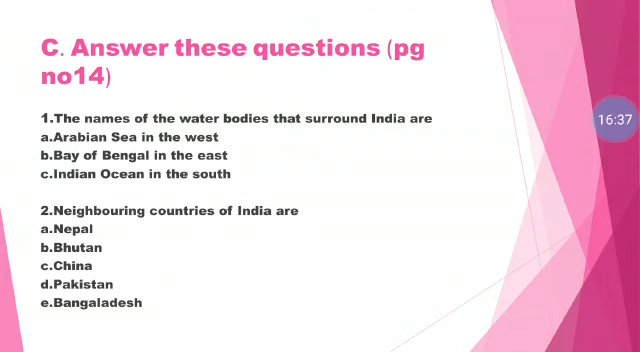 C. Answer these questions (pg
no14)
1.The names of the water bodies that surround India are
a.Arabian Sea in the west
b.Bay of Bengal in the east
c.Indian Ocean in the south
2.Neighbouring countries of India are
a.Nepal
b.Bhutan
c.China
d.Pakistan
e.Bangaladesh
16:37